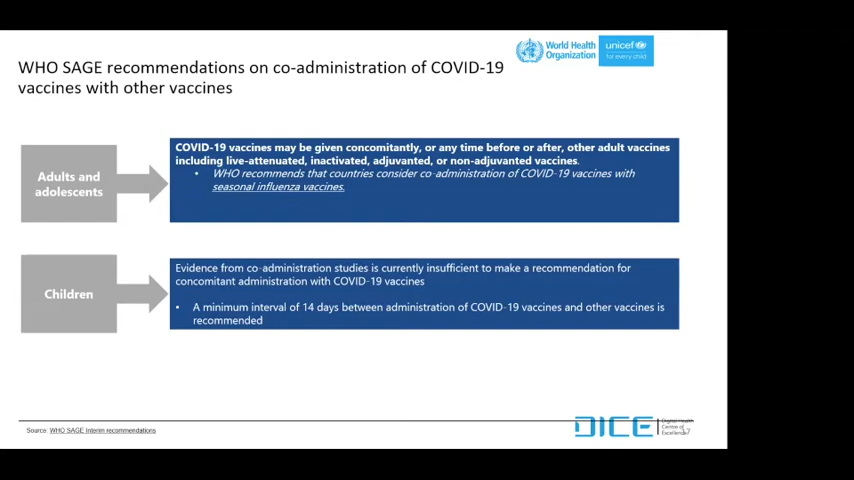 World Health
Organization
unicef
for every child
WHO SAGE recommendations on co-administration of COVID-19
vaccines with other vaccines
Adults and
adolescents
COVID-19 vaccines may be given concomitantly, or any time before or after, other adult vaccines
including live-attenuated, inactivated, adjuvanted, or non-adjuvanted vaccines.
• WHO recommends that countries consider co-administration of COVID-19 vaccines with
seasonal influenza vaccines.
Children
Evidence from co-administration studies is currently insufficient to make a recommendation for
concomitant administration with COVID-19 vaccines
• A minimum interval of 14 days between administration of COVID-19 vaccines and other vaccines is
recommended
Source: WHO SAGE Interim recommendations
DICE
Digital Health
Centre of
Excellence